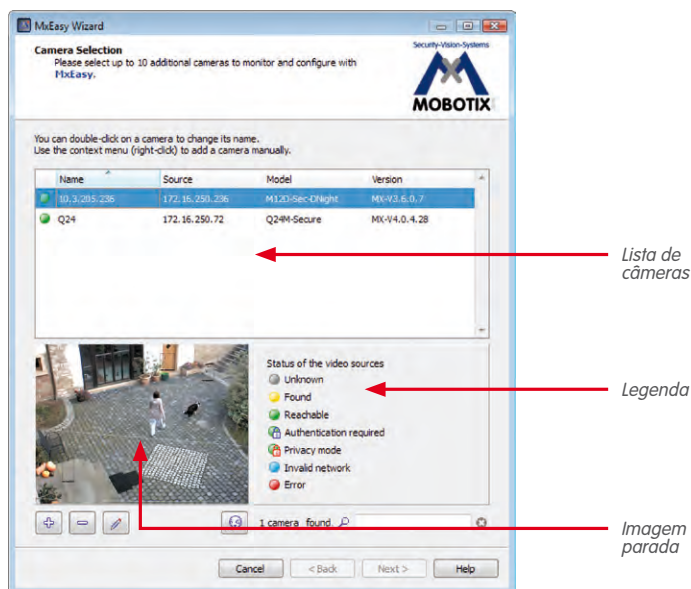 MxEasy Wizard
Camera Selection
Please select up to 10 additional cameras to monitor and configure with
MxEasy.
Security-Vision-Systems
MOBOTIX
You can double-click on a camera to change its name.
Use the context menu (right-click) to add a camera manually.
Name Source Model Version
10.3.205.236 172.16.250.236 M12D-Sec-DNight MX-V3.6.0.7
Q24 172.16.250.72 Q24M-Secure MX-V4.0.4.28
Lista de
câmeras
Status of the video sources
Unknown
Found
Reachable
Authentication required
Privacy mode
Invalid network
Error
Legenda
1 camera found.
Imagem
parada
Cancel < Back Next > Help